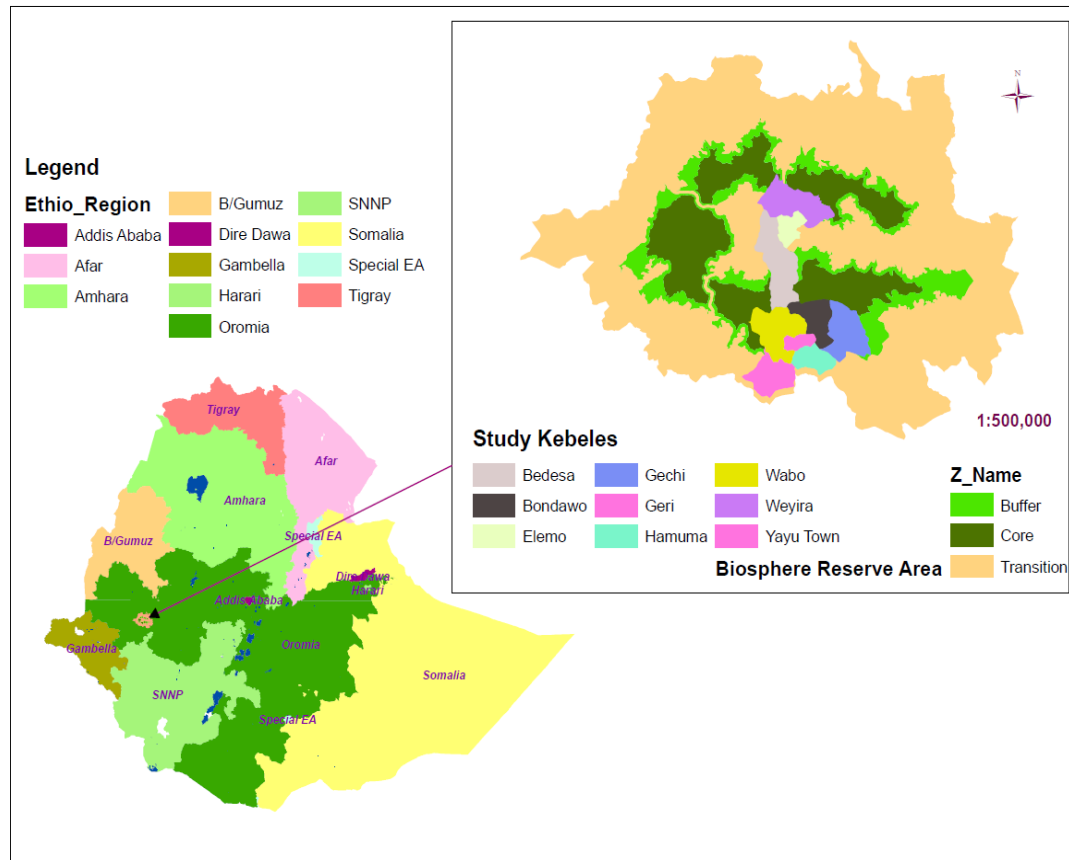 Legend
Ethio_Region
Addis Ababa
Afar
Amhara
B/Gumuz
Dire Dawa
Gambella
Harari
Oromia
SNNP
Somalia
Special EA
Tigray
N
1:500,000
Study Kebeles
Bedesa
Bondawo
Elemo
Gechi
Geri
Hamuma
Wabo
Weyira
Yayu Town
Biosphere Reserve Area
Z_Name
Buffer
Core
Transition
Tigray
Afar
Amhara
Special EA
B/Gumuz
Dire Dawa
Harari
Addis Ababa
Gambella
Oromia
Somalia
SNNP
Special EA